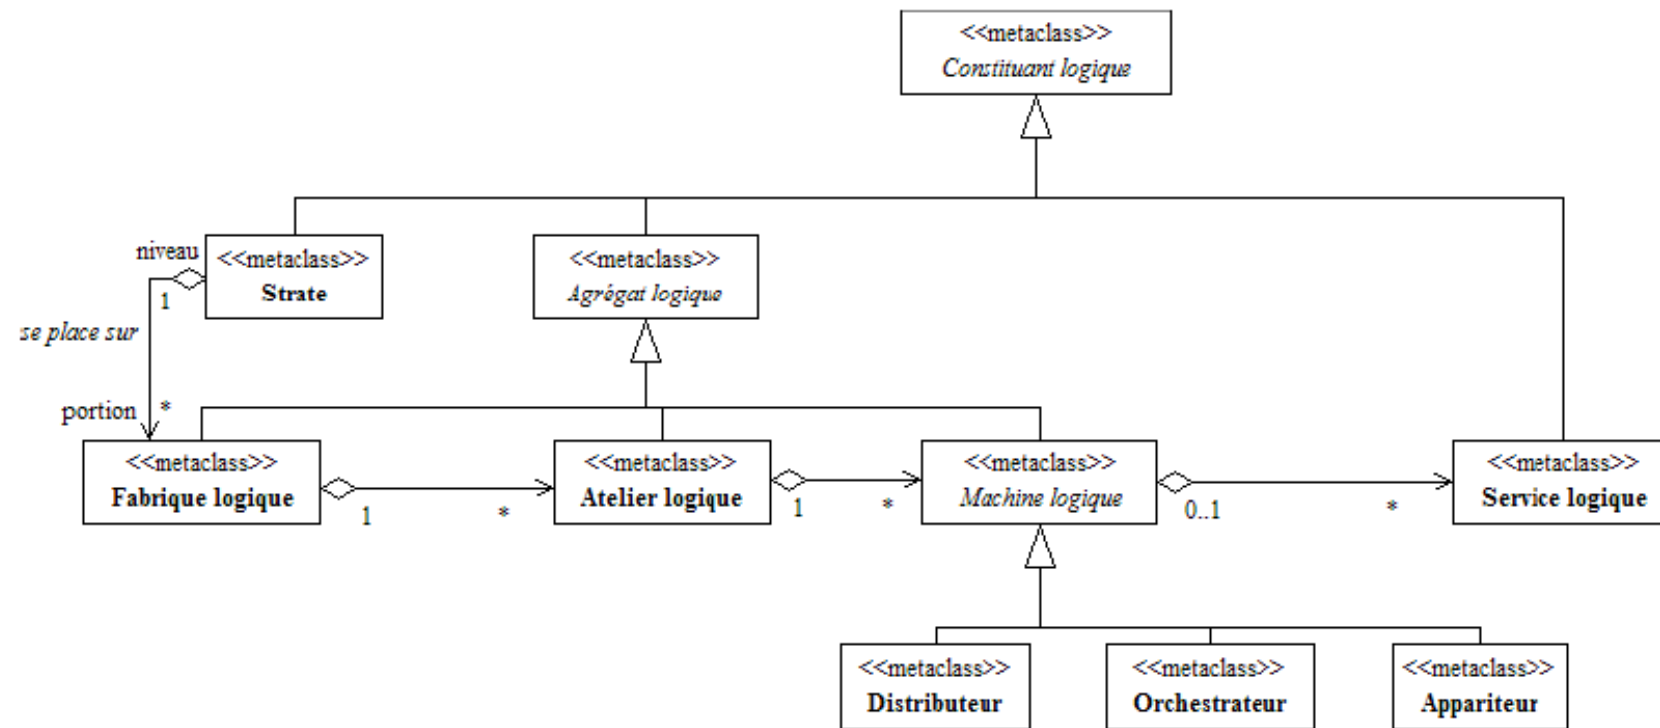 <<metaclass>>
Constituant logique
niveau
<<metaclass>>
Strate
1
<<metaclass>>
Agrégat logique
se place sur
portion
*
<<metaclass>>
Fabrique logique
1
*
<<metaclass>>
Atelier logique
1
*
<<metaclass>>
Machine logique
0..1
*
<<metaclass>>
Service logique
<<metaclass>>
Distributeur
<<metaclass>>
Orchestrateur
<<metaclass>>
Appariteur